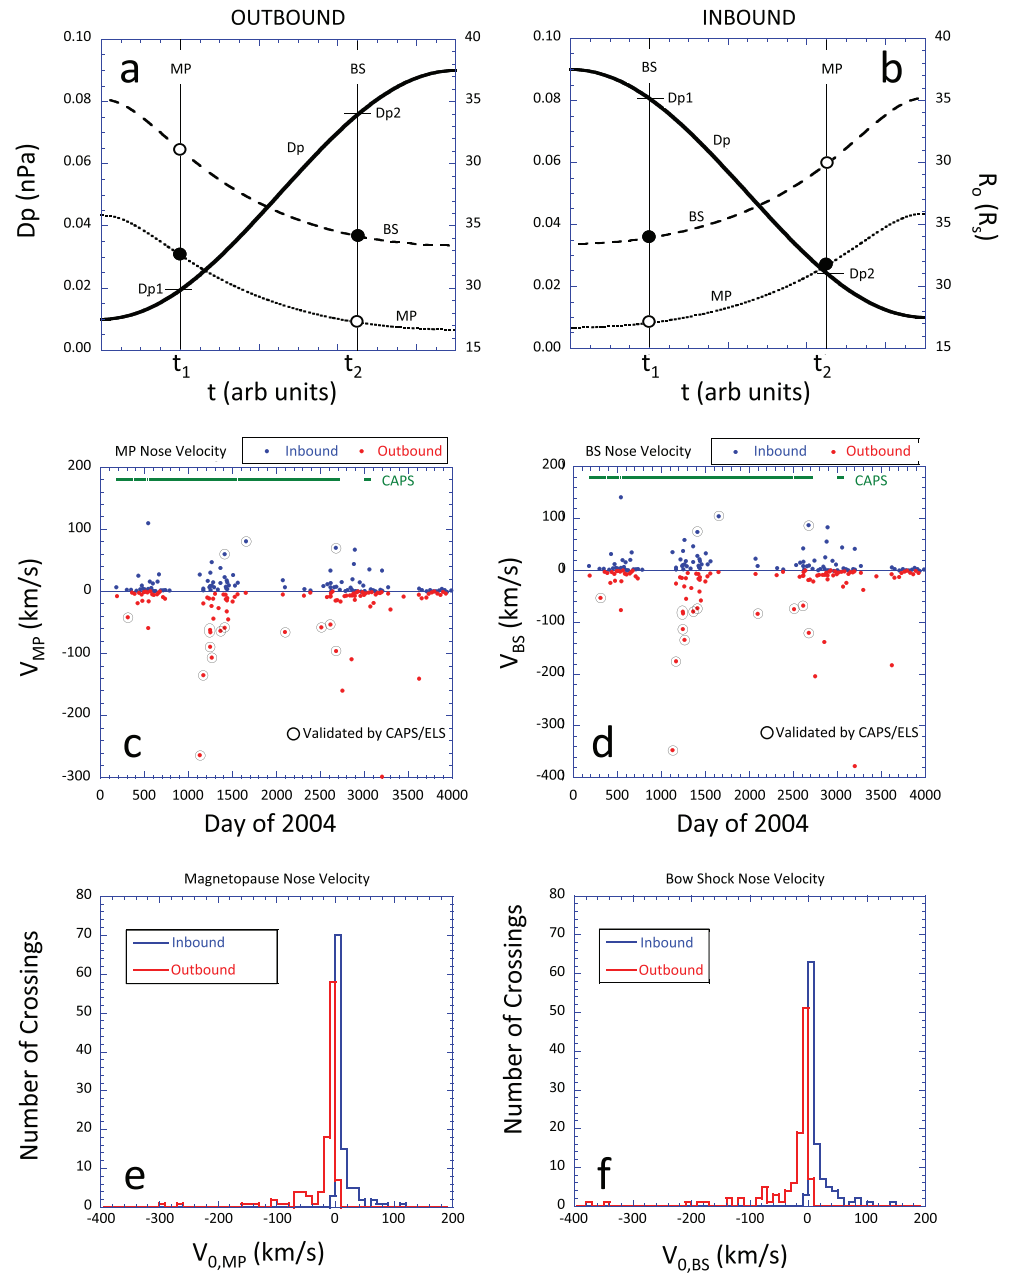 OUTBOUND
INBOUND
0.10
0.08
0.06
0.04
0.02
0.00
40
35
30
35
30
15
Dp (nPa)
a
MP
BS
Dp2
Dp
BS
Dp1
MP
t1
t2
t (arb units)
0.10
0.08
0.06
0.04
0.02
0.00
40
35
30
35
30
15
Ro (Rs)
b
BS
MP
Dp1
Dp
BS
Dp2
MP
t1
t2
t (arb units)
MP Nose Velocity
Inbound
Outbound
CAPS
200
100
0
-100
-200
-300
VMP (km/s)
c
Validated by CAPS/ELS
0 500 1000 1500 2000 2500 3000 3500 4000
Day of 2004
BS Nose Velocity
Inbound
Outbound
CAPS
200
100
0
-100
-200
-300
-400
VBS (km/s)
d
Validated by CAPS/ELS
0 500 1000 1500 2000 2500 3000 3500 4000
Day of 2004
Magnetopause Nose Velocity
80
70
60
50
40
30
20
10
0
Number of Crossings
Inbound
Outbound
e
-400 -300 -200 -100 0 100 200
V0,MP (km/s)
Bow Shock Nose Velocity
80
70
60
50
40
30
20
10
0
Number of Crossings
Inbound
Outbound
f
-400 -300 -200 -100 0 100 200
V0,BS (km/s)